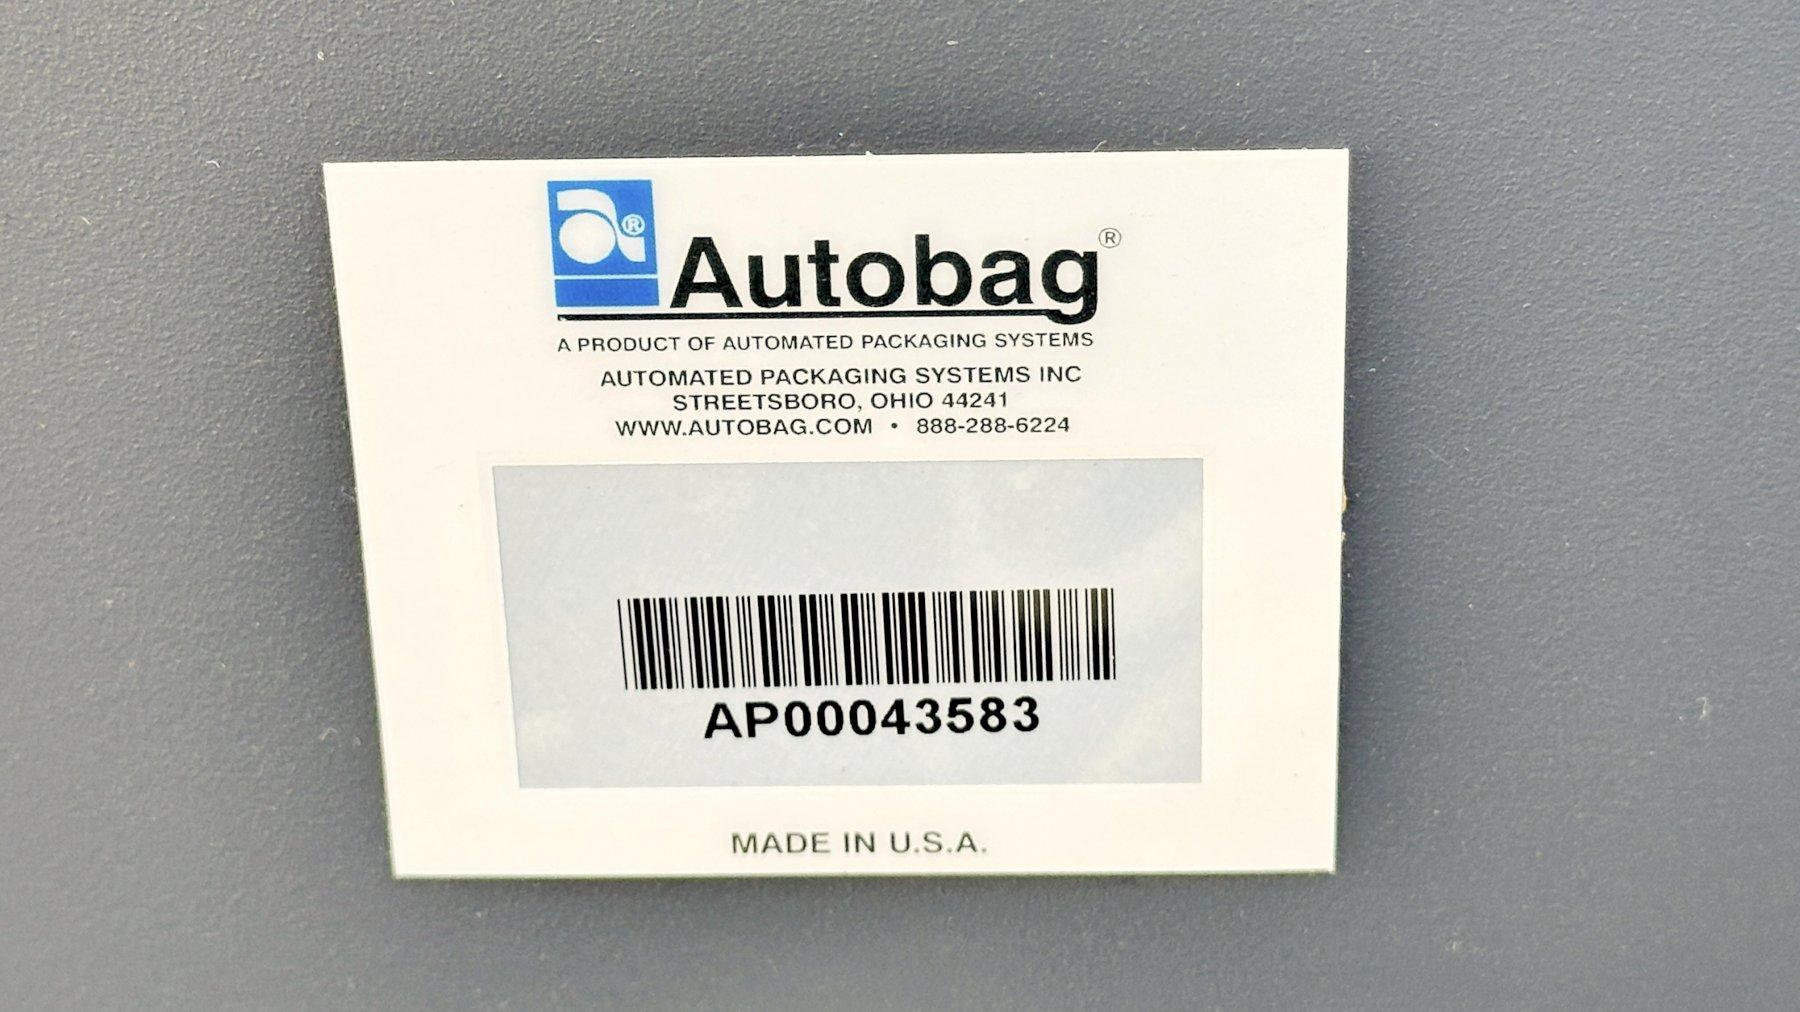 a®
Autobag®
A PRODUCT OF AUTOMATED PACKAGING SYSTEMS
AUTOMATED PACKAGING SYSTEMS INC
STREETSBORO, OHIO 44241
WWW.AUTOBAG.COM • 888-288-6224
AP00043583
MADE IN U.S.A.